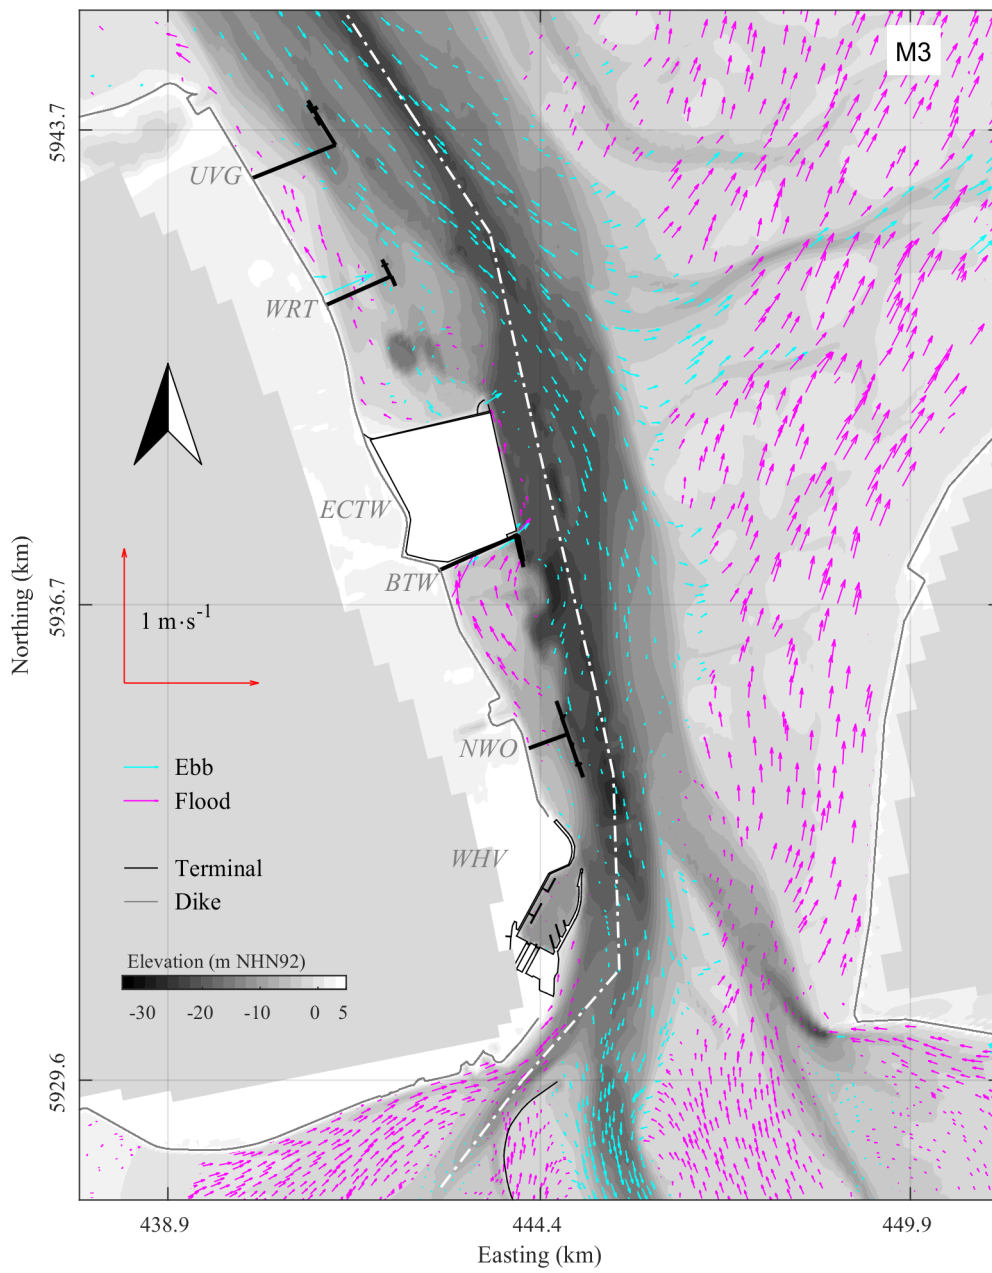 M3
5943.7
UVG
WRT
ECTW
BTW
5936.7
Northing (km)
1 m·s⁻¹
NWO
Ebb
Flood
WHV
Terminal
Dike
Elevation (m NHN92)
-30 -20 -10 0 5
5929.6
438.9 444.4 449.9
Easting (km)